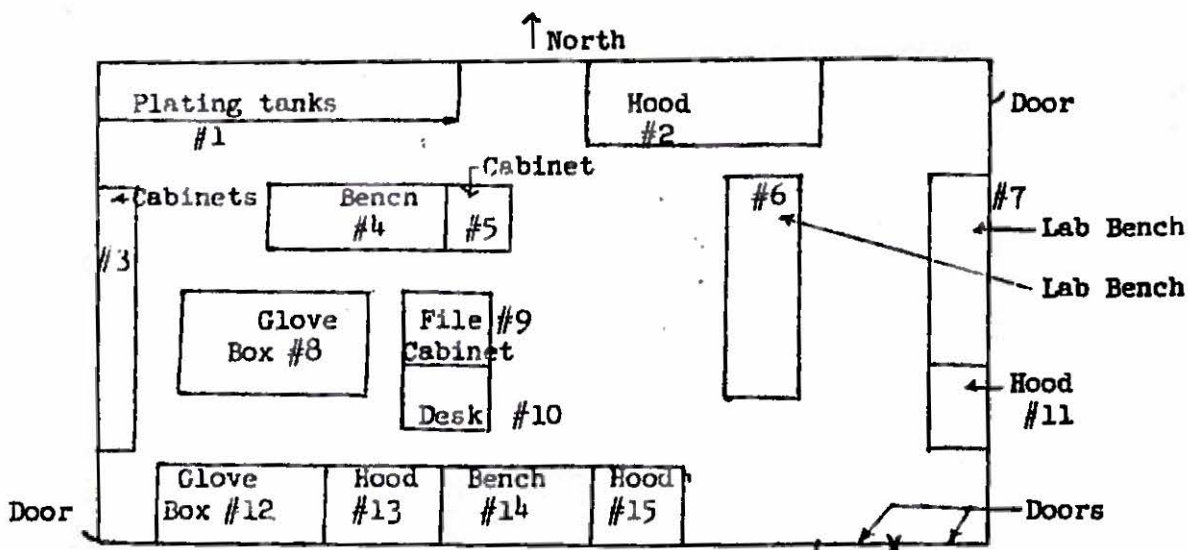 North
Plating tanks
#1
Hood
#2
Door
Cabinet
Cabinets
Bencn
#4
#5
#6
#7
Lab Bench
#3
Lab Bench
Glove
Box #8
File #9
Cabinet
Hood
#11
Desk #10
Glove
Box #12
Hood
#13
Bench
#14
Hood
#15
Door
Doors